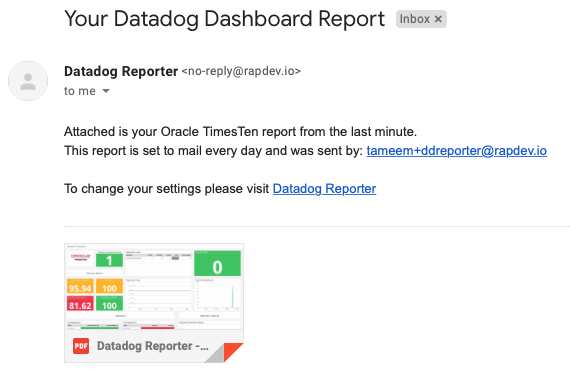 Your Datadog Dashboard Report Inbox ×
Datadog Reporter <no-reply@rapdev.io>
to me
Attached is your Oracle TimesTen report from the last minute.
This report is set to mail every day and was sent by: tameem+ddreporter@rapdev.io
To change your settings please visit Datadog Reporter
ORACLE
1
0
95.94 100
81.62 100
PDF Datadog Reporter -...